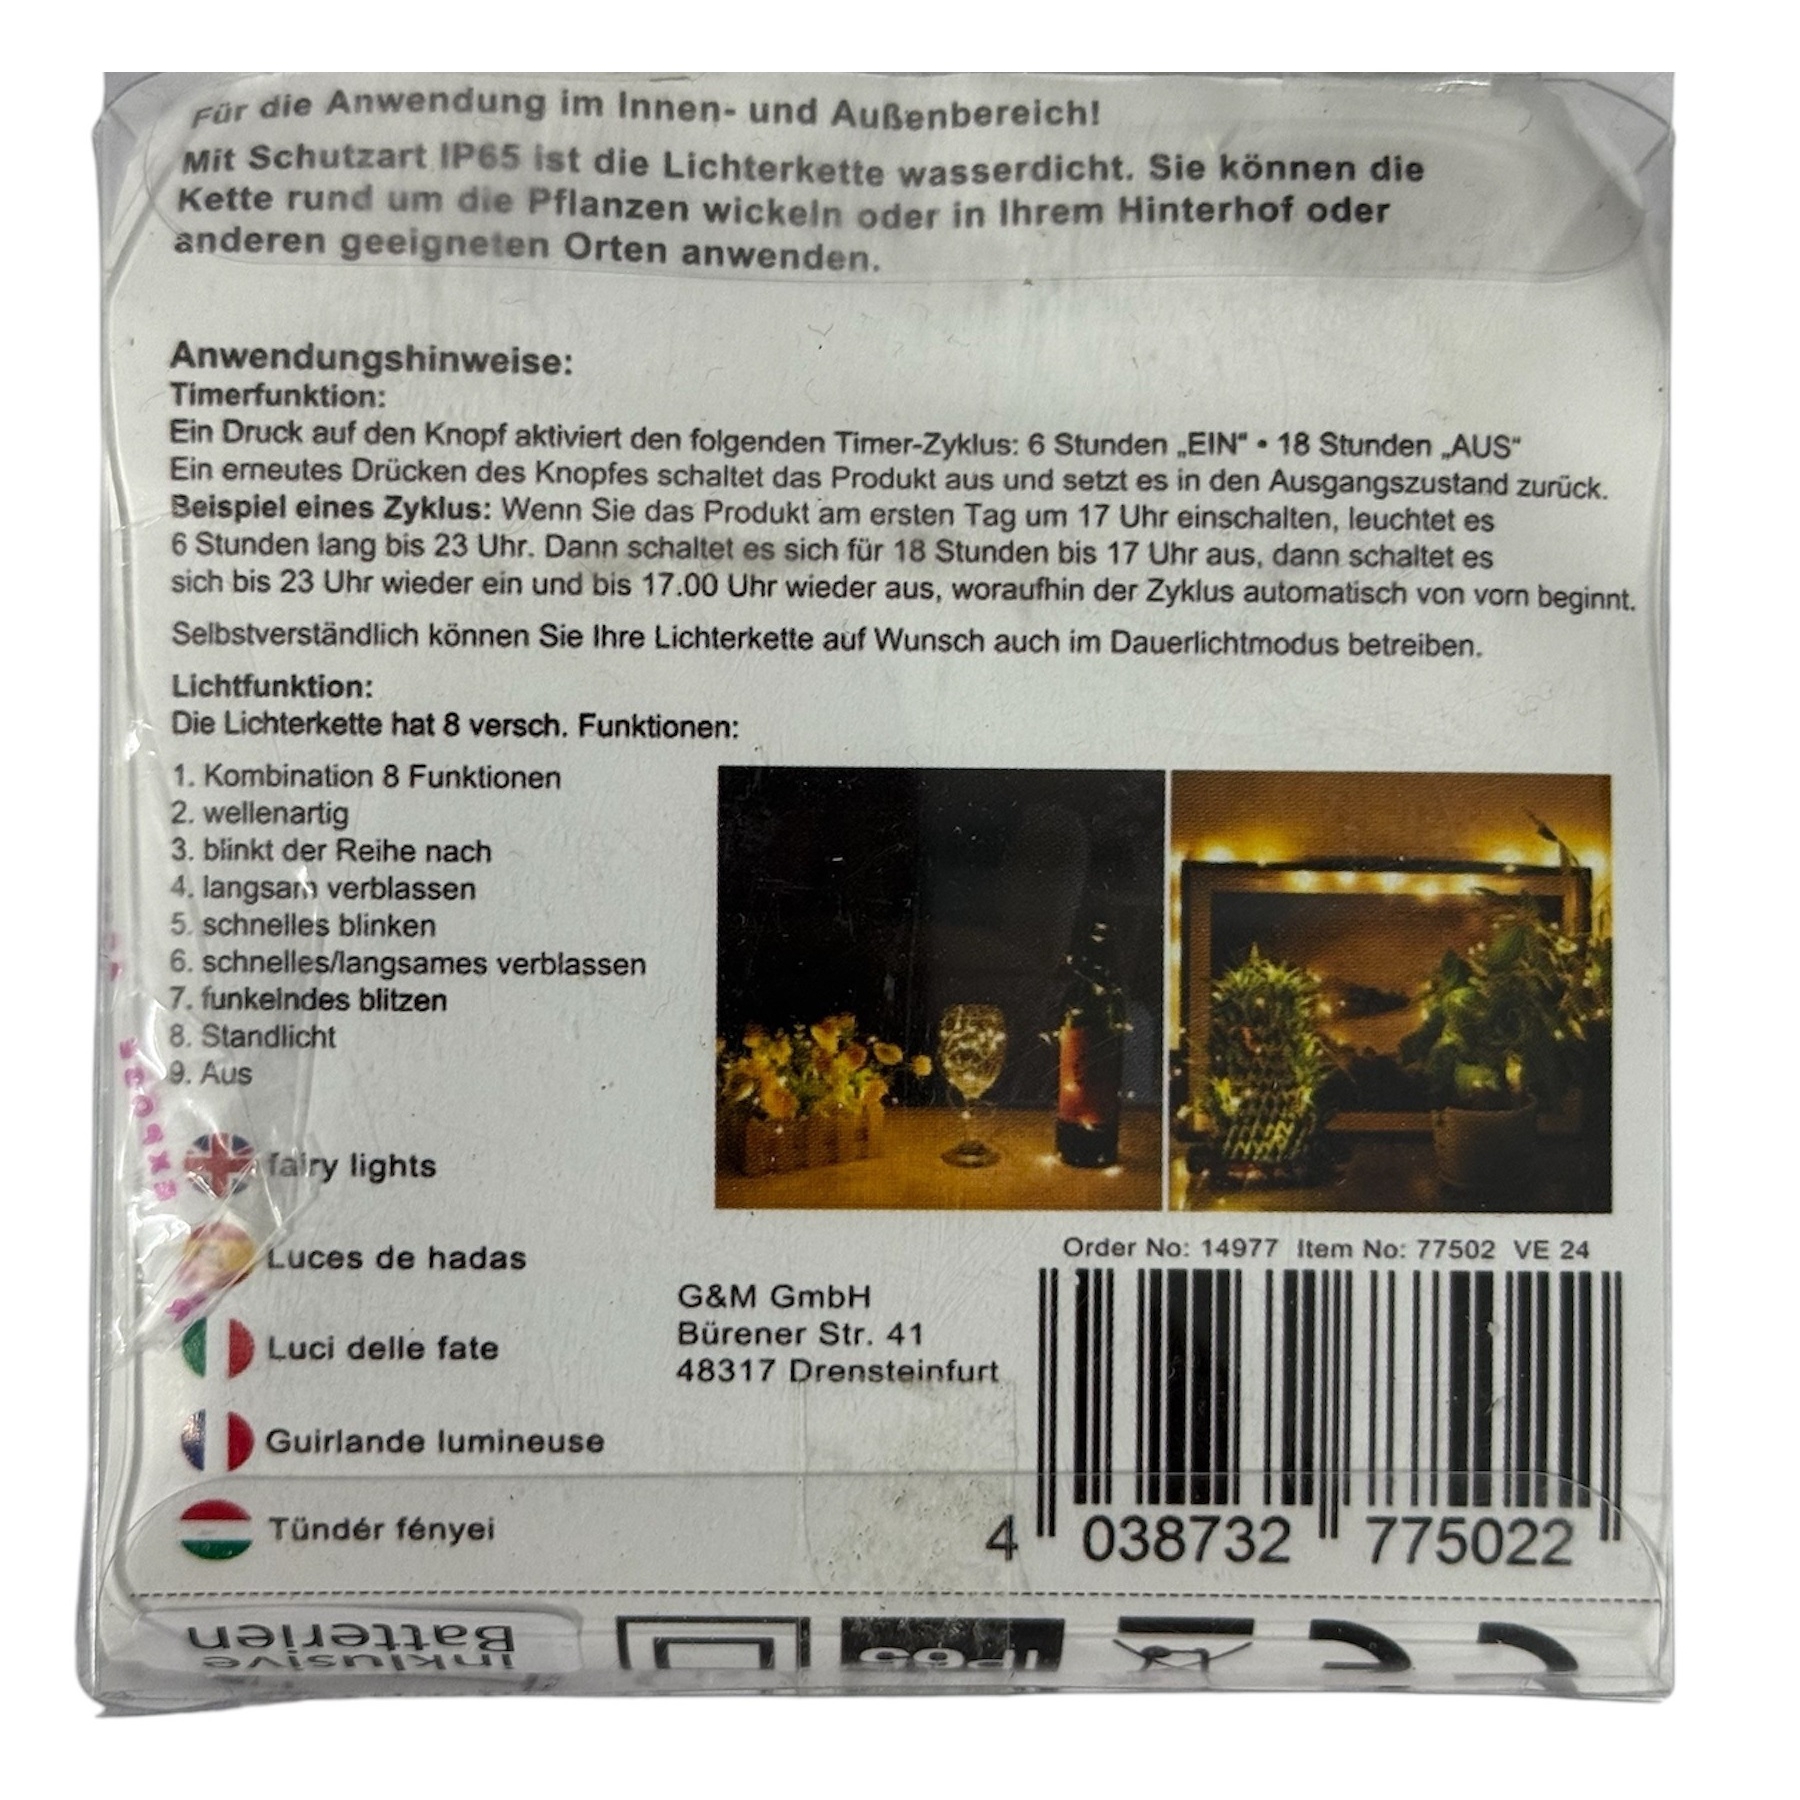 Für die Anwendung im Innen- und Außenbereich!
Mit Schutzart IP65 ist die Lichterkette wasserdicht. Sie können die
Kette rund um die Pflanzen wickeln oder in Ihrem Hinterhof oder
anderen geeigneten Orten anwenden.
Anwendungshinweise:
Timerfunktion:
Ein Druck auf den Knopf aktiviert den folgenden Timer-Zyklus: 6 Stunden „EIN“ • 18 Stunden „AUS“
Ein erneutes Drücken des Knopfes schaltet das Produkt aus und setzt es in den Ausgangszustand zurück.
Beispiel eines Zyklus: Wenn Sie das Produkt am ersten Tag um 17 Uhr einschalten, leuchtet es
6 Stunden lang bis 23 Uhr. Dann schaltet es sich für 18 Stunden bis 17 Uhr aus, dann schaltet es
sich bis 23 Uhr wieder ein und bis 17.00 Uhr wieder aus, woraufhin der Zyklus automatisch von vorn beginnt.
Selbstverständlich können Sie Ihre Lichterkette auf Wunsch auch im Dauerlichtmodus betreiben.
Lichtfunktion:
Die Lichterkette hat 8 versch. Funktionen:
1. Kombination 8 Funktionen
2. wellenartig
3. blinkt der Reihe nach
4. langsam verblassen
5. schnelles blinken
6. schnelles/langsames verblassen
7. funkelndes blitzen
8. Standlicht
9. Aus
fairy lights
Luces de hadas
Luci delle fate
Guirlande lumineuse
Tündér fényei
G&M GmbH
Bürener Str. 41
48317 Drensteinfurt
Order No: 14977 Item No: 77502 VE 24
4 038732 775022
inklusive
Batterien
IP65
CE